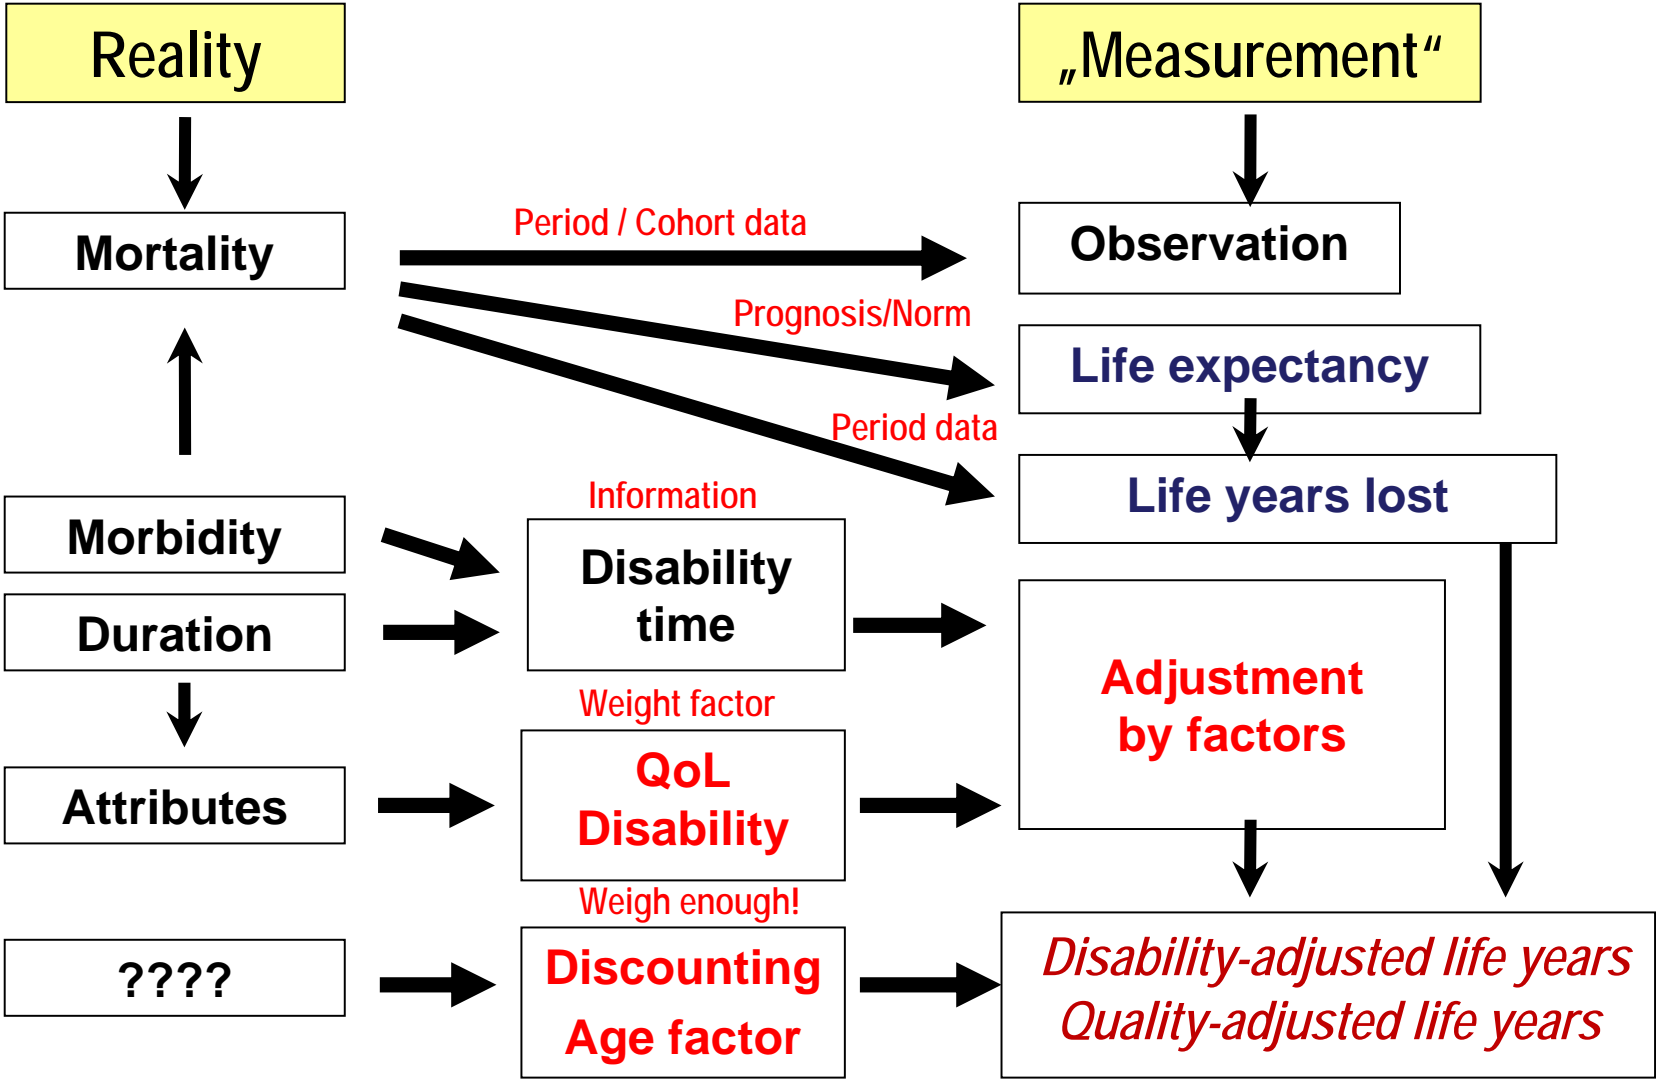 Reality
„Measurement“
Period / Cohort data
Mortality
Observation
Prognosis/Norm
Life expectancy
Period data
Information
Life years lost
Morbidity
Disability
time
Duration
Adjustment
by factors
Weight factor
QoL
Disability
Attributes
Weigh enough!
Discounting
Age factor
????
Disability-adjusted life years
Quality-adjusted life years